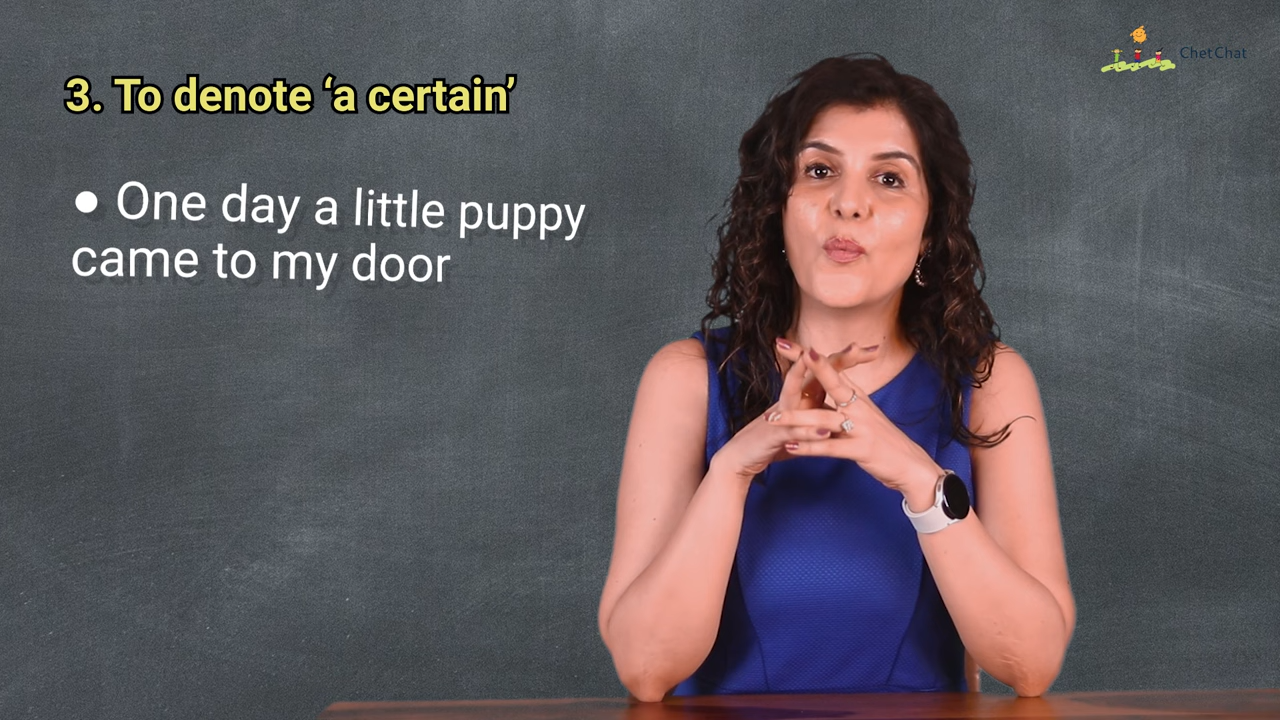 ChetChat
3. To denote ‘a certain’
● One day a little puppy
came to my door